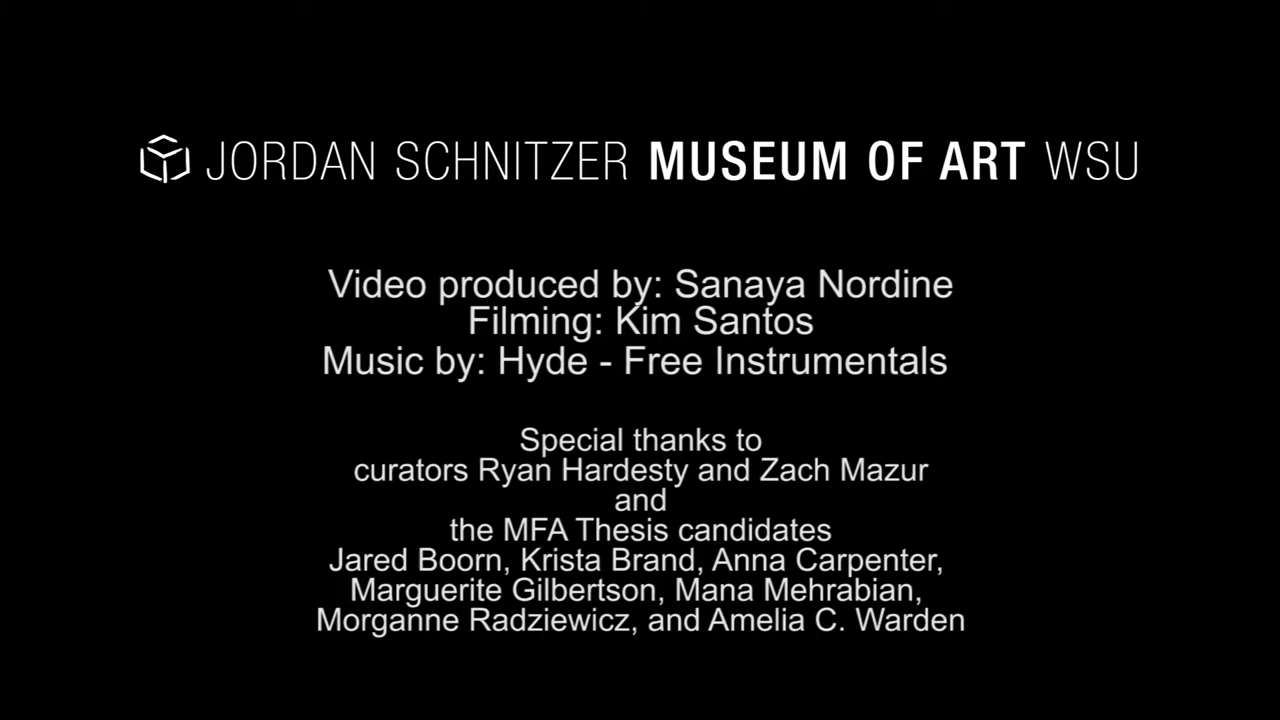 JORDAN SCHNITZER MUSEUM OF ART WSU
Video produced by: Sanaya Nordine
Filming: Kim Santos
Music by: Hyde - Free Instrumentals
Special thanks to
curators Ryan Hardesty and Zach Mazur
and
the MFA Thesis candidates
Jared Boorn, Krista Brand, Anna Carpenter,
Marguerite Gilbertson, Mana Mehrabian,
Morganne Radziewicz, and Amelia C. Warden